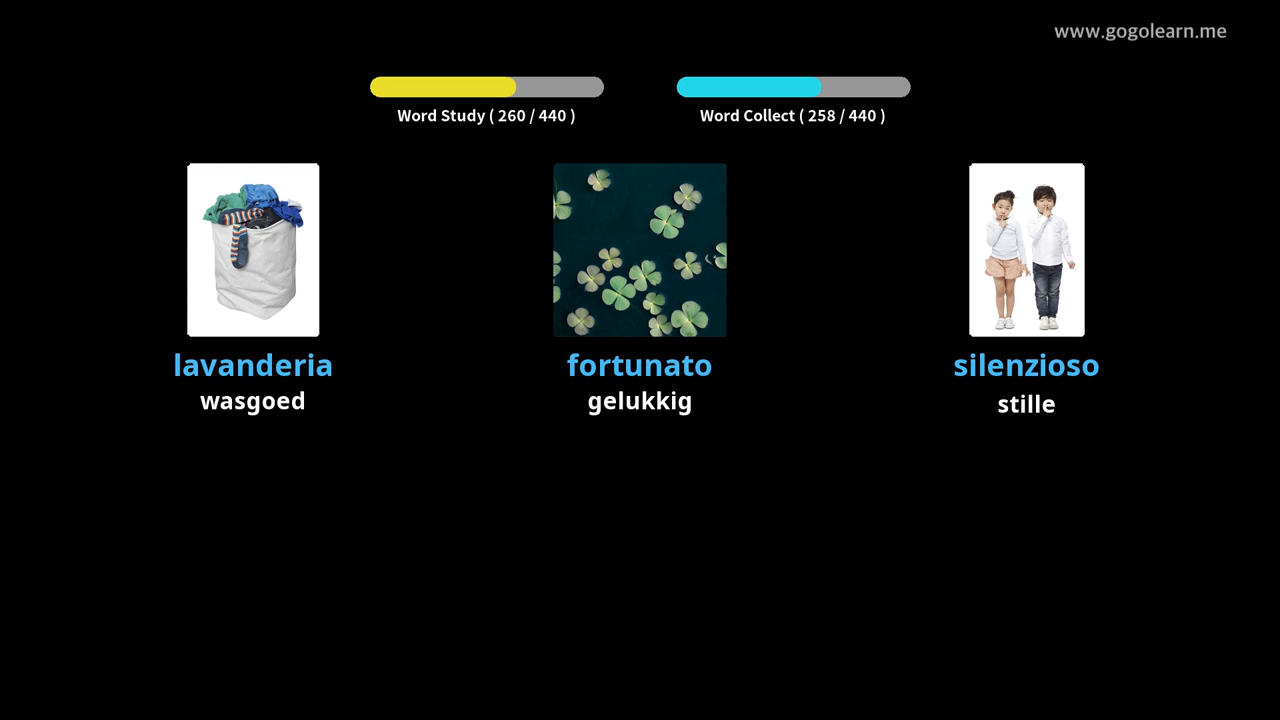 www.gogolearn.me
Word Study ( 260 / 440 )
Word Collect ( 258 / 440 )
lavanderia
wasgoed
fortunato
gelukkig
silenzioso
stille